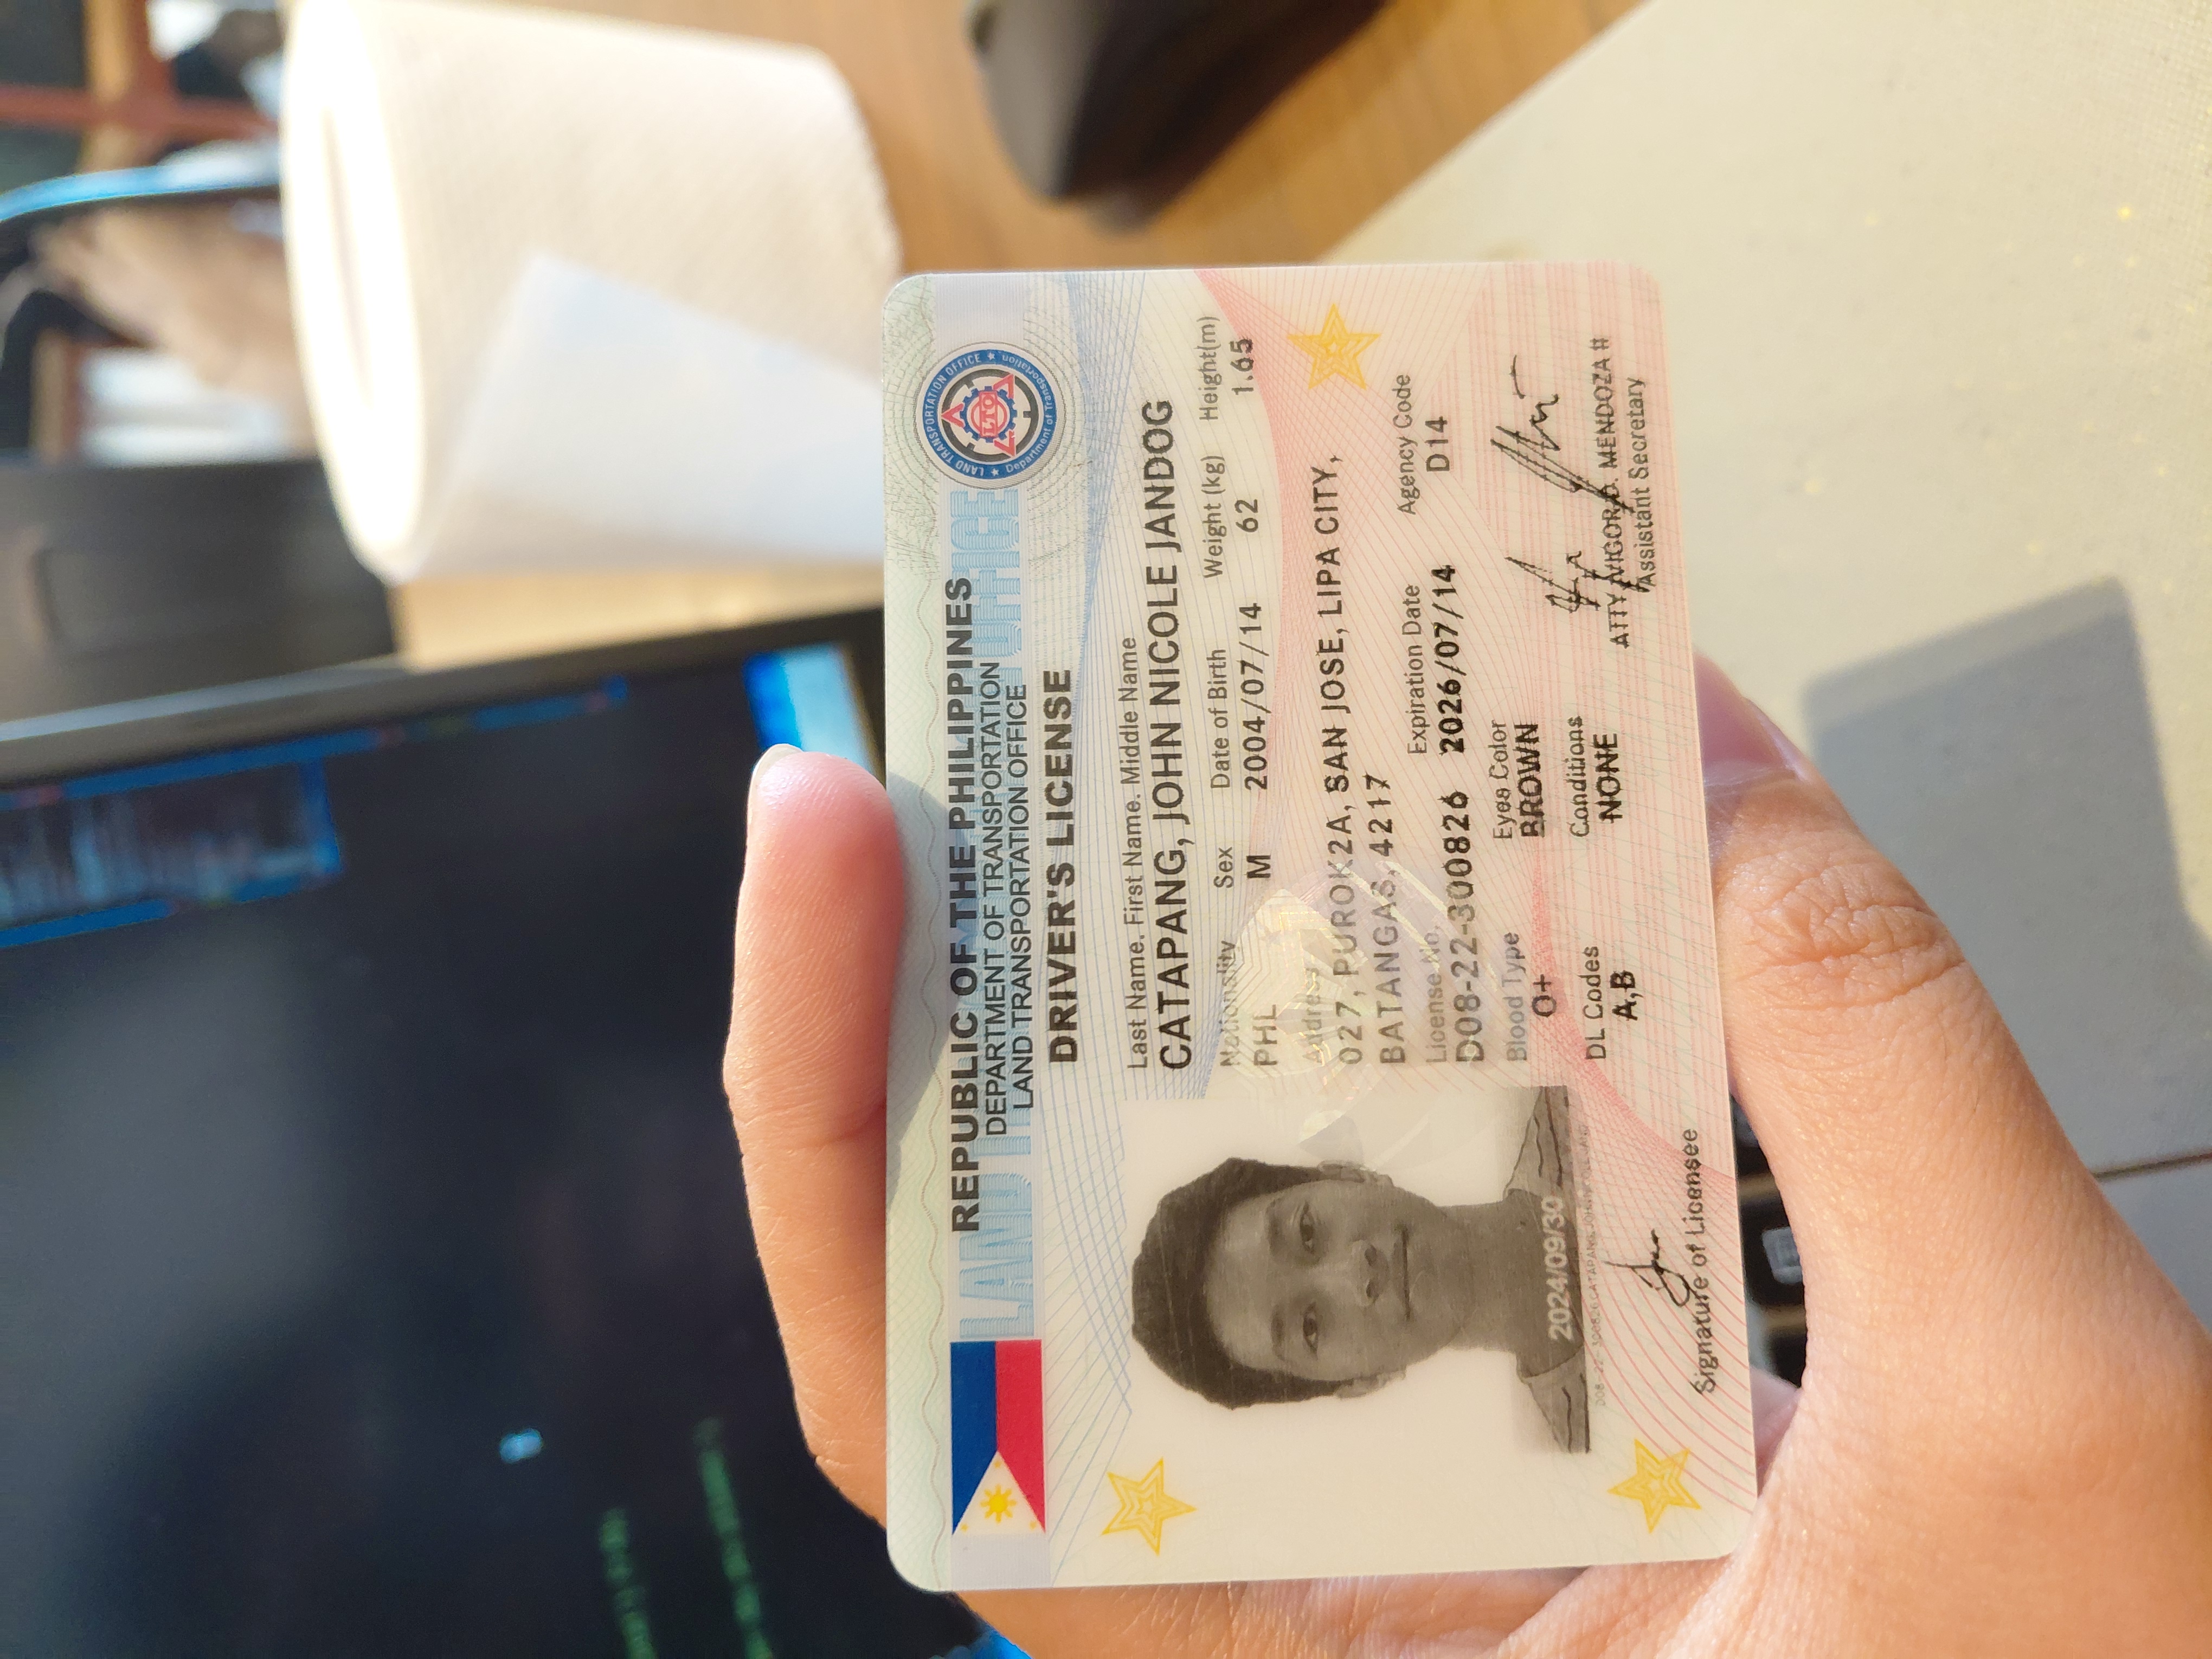 REPUBLIC OF THE PHILIPPINES
DEPARTMENT OF TRANSPORTATION
LAND TRANSPORTATION OFFICE
DRIVER'S LICENSE
LAND TRANSPORTATION OFFICE
LTO
Department of Transportation
Last Name. First Name. Middle Name
CATAPANG, JOHN NICOLE JANDOG
Nationality Sex Date of Birth Weight (kg) Height(m)
PHL M 2004/07/14 62 1.65
Address
027, PUROK2A, SAN JOSE, LIPA CITY,
BATANGAS, 4217
License No. Expiration Date Agency Code
D08-22-300826 2026/07/14 D14
Blood Type Eyes Color
O+ BROWN
DL Codes Conditions
A,B NONE
2024/09/30
D08-22-300826 CATAPANG, JOHN NICOLE JAND
Signature of Licensee
ATTY. VIGOR D. MENDOZA II
Assistant Secretary